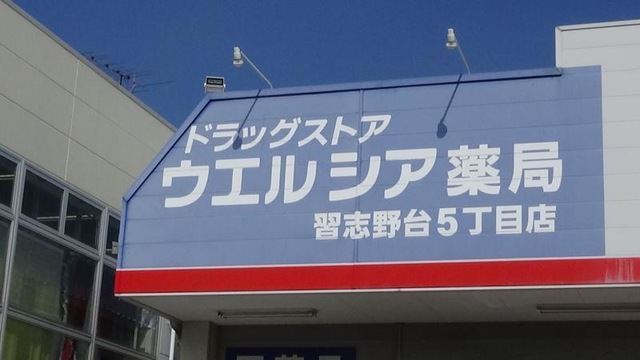 ドラッグストア
ウエルシア薬局
習志野台5丁目店